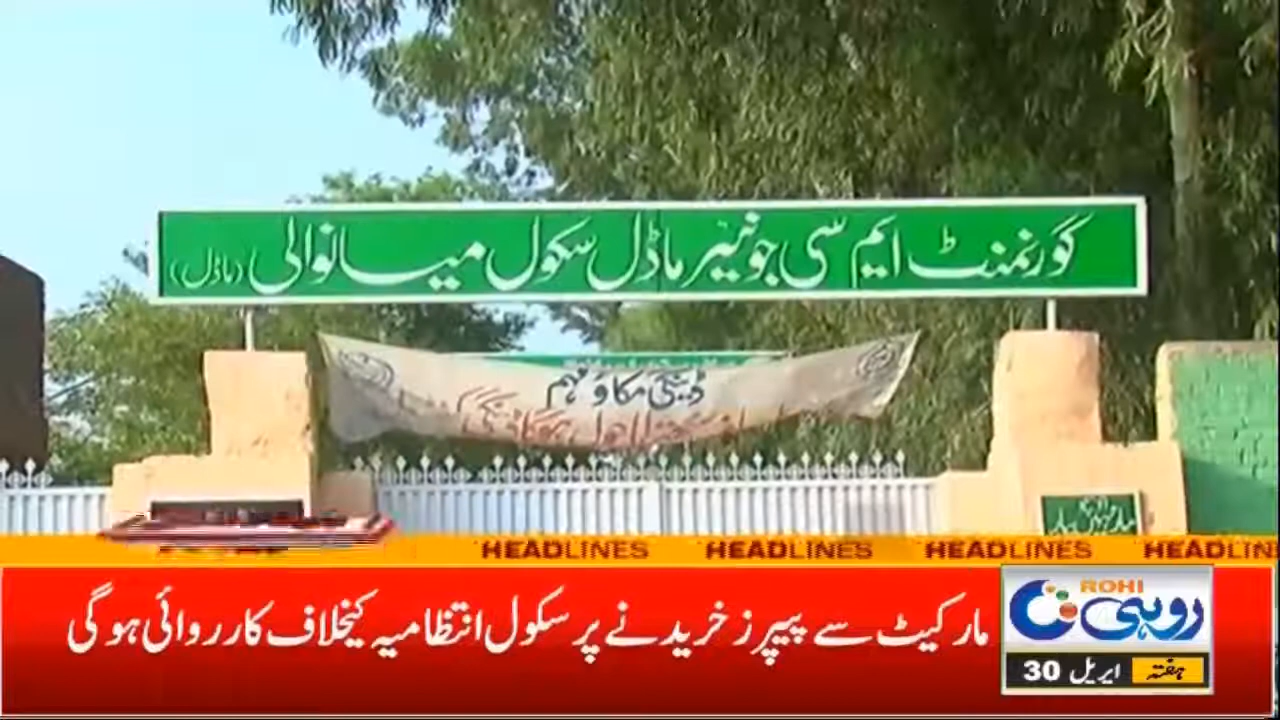 گورنمنٹ ایم سی جونیئر ماڈل سکول میانوالی (ماڈل)
ڈینگی مکاؤ مہم
HEADLINES HEADLINES HEADLINES HEADLIN
مارکیٹ سے پیپرز خریدنے پر سکول انتظامیہ کیخلاف کارروائی ہوگی
ROHI
روہی
ہفتہ 30 اپریل